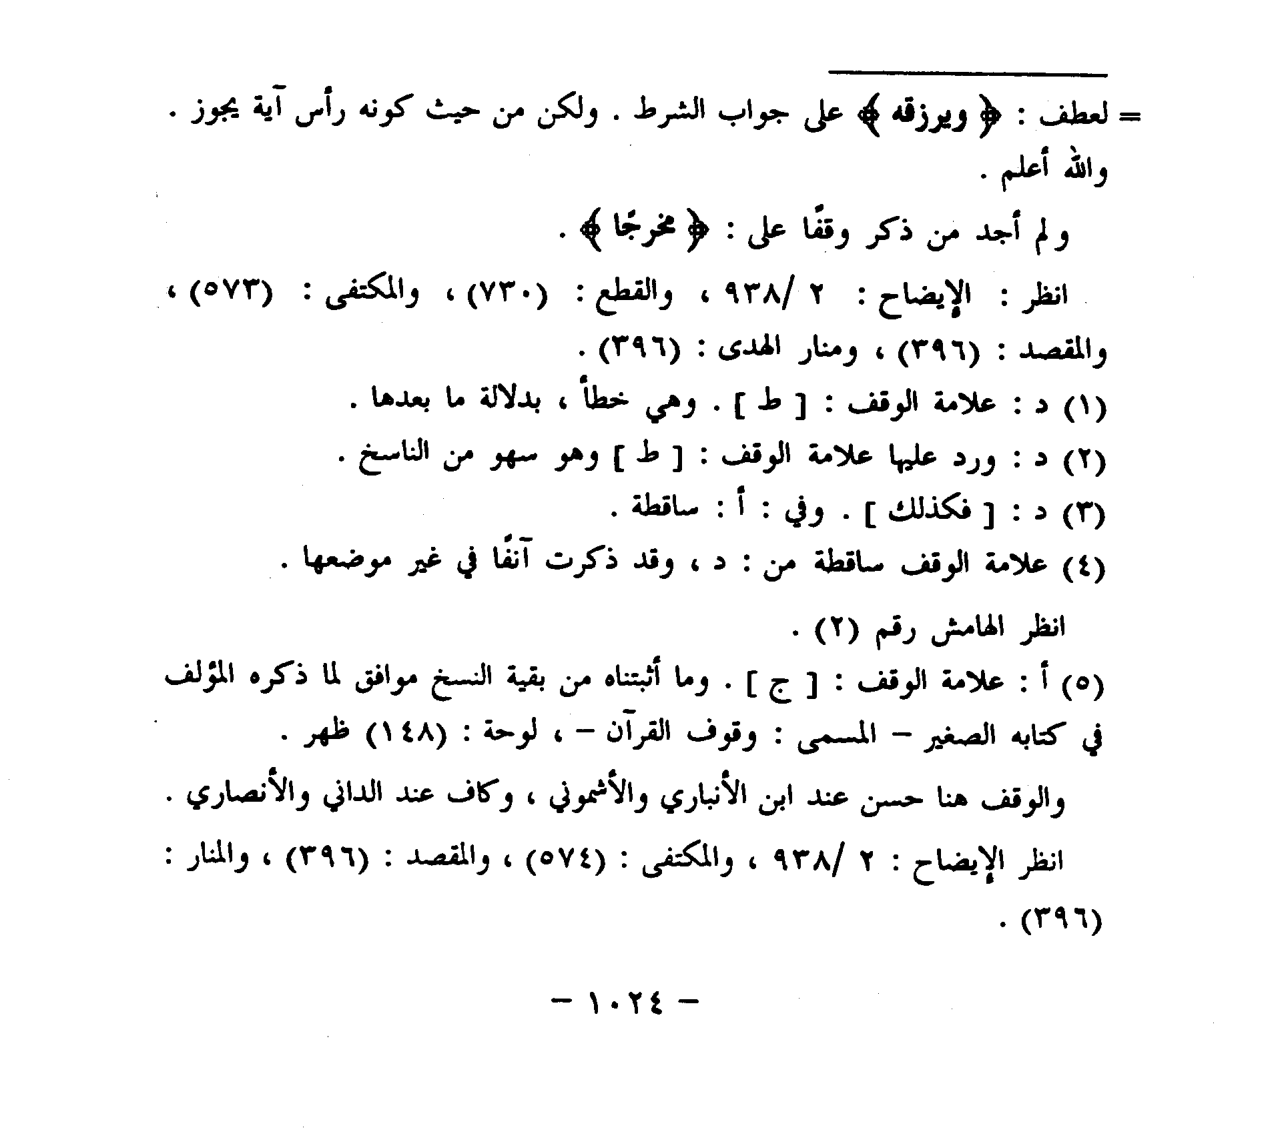 = لعطف : ﴿ ويرزقه ﴾ على جواب الشرط . ولكن من حيث كونه رأس آية يجوز .
والله أعلم .
ولم أجد من ذكر وقفًا على : ﴿ مخرجًا ﴾ .
انظر : الإيضاح : ٢ /٩٣٨ ، والقطع : (٧٣٠) ، والمكتفى : (٥٧٣) ،
والمقصد : (٣٩٦) ، ومنار الهدى : (٣٩٦) .
(١) د : علامة الوقف : [ ط ] . وهي خطأ ، بدلالة ما بعدها .
(٢) د : ورد عليها علامة الوقف : [ ط ] وهو سهو من الناسخ .
(٣) د : [ فكذلك ] . وفي : أ : ساقطة .
(٤) علامة الوقف ساقطة من : د ، وقد ذكرت آنفًا في غير موضعها .
انظر الهامش رقم (٢) .
(٥) أ : علامة الوقف : [ ج ] . وما أثبتناه من بقية النسخ موافق لما ذكره المؤلف
في كتابه الصغير – المسمى : وقوف القرآن – ، لوحة : (١٤٨) ظهر .
والوقف هنا حسن عند ابن الأنباري والأشموني ، وكاف عند الداني والأنصاري .
انظر الإيضاح : ٢ /٩٣٨ ، والمكتفى : (٥٧٤) ، والمقصد : (٣٩٦) ، والمنار :
(٣٩٦) .
– ١٠٢٤ –